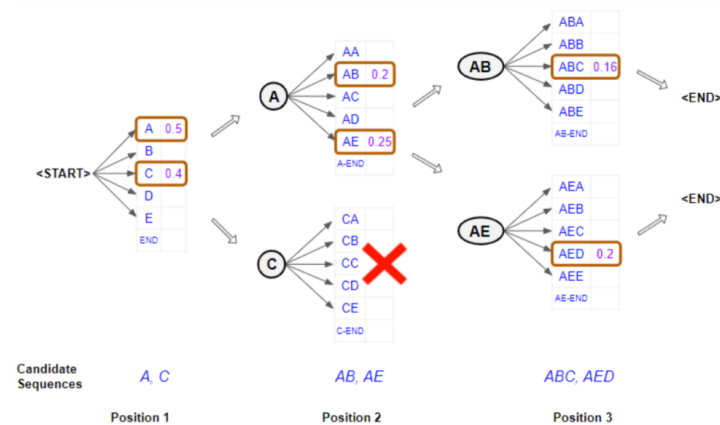 <START>
A 0.5
B
C 0.4
D
E
END
A
AA
AB 0.2
AC
AD
AE 0.25
A-END
C
CA
CB
CC
CD
CE
C-END
AB
ABA
ABB
ABC 0.16
ABD
ABE
AB-END
<END>
AE
AEA
AEB
AEC
AED 0.2
AEE
AE-END
<END>
Candidate
Sequences
A, C
AB, AE
ABC, AED
Position 1
Position 2
Position 3